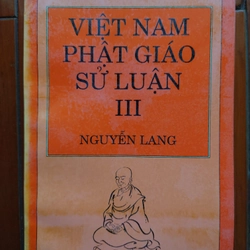 VIỆT NAM
PHẬT GIÁO
SỬ LUẬN
III
NGUYỄN LANG